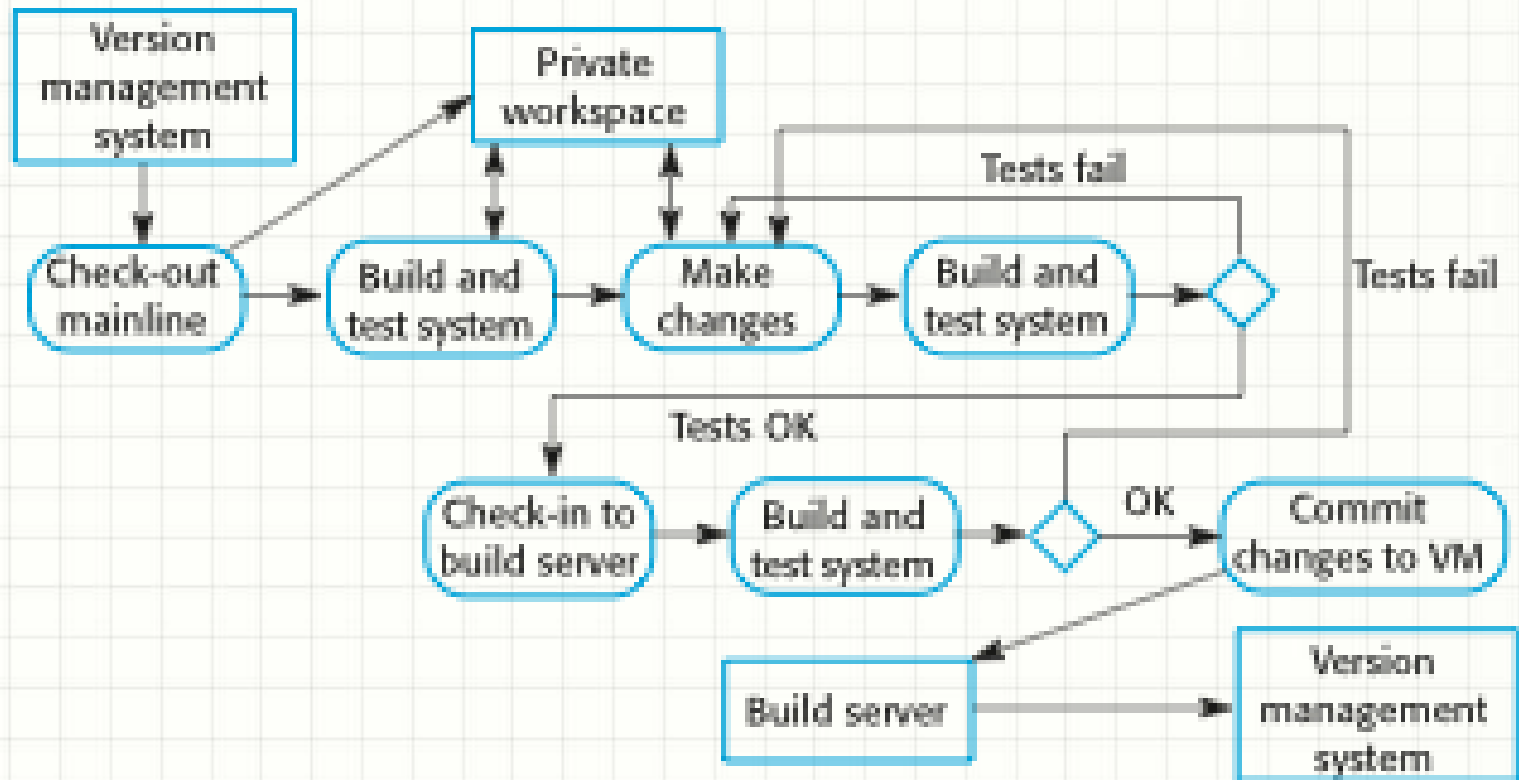 Version
management
system
Private
workspace
Tests fail
Check-out
mainline
Build and
test system
Make
changes
Build and
test system
Tests fail
Tests OK
Check-in to
build server
Build and
test system
OK
Commit
changes to VM
Build server
Version
management
system